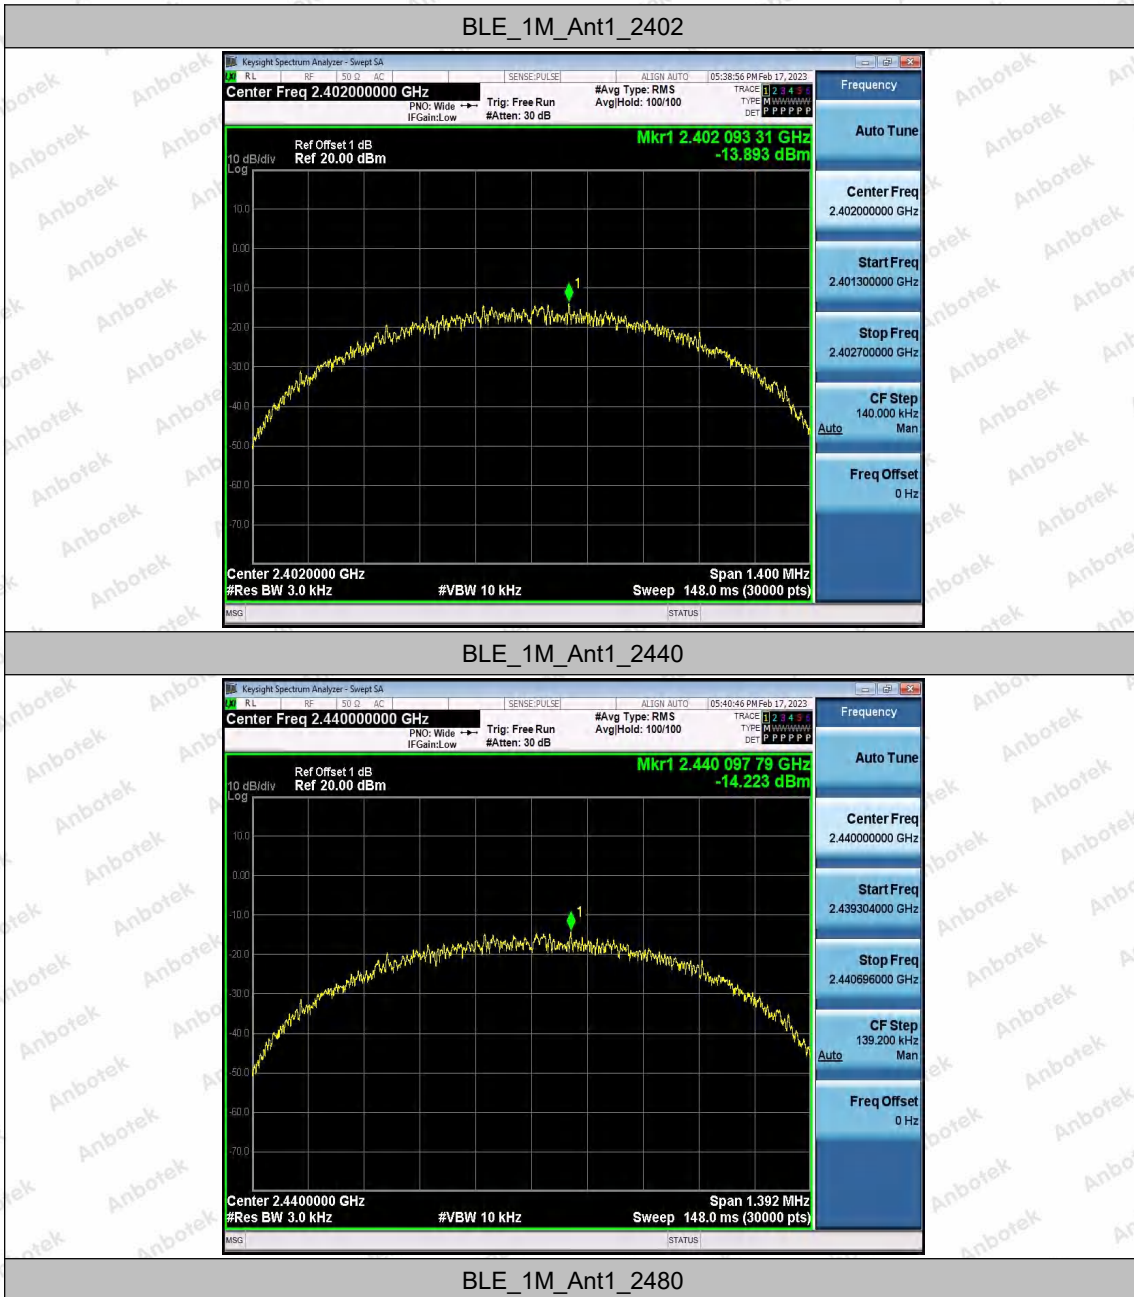 BLE_1M_Ant1_2402
Keysight Spectrum Analyzer - Swept SA
RL RF 50 Ω AC SENSE:PULSE ALIGN AUTO 05:38:56 PM Feb 17, 2023
Center Freq 2.402000000 GHz #Avg Type: RMS TRACE 1 2 3 4 5 6
PNO: Wide Trig: Free Run Avg|Hold: 100/100 TYPE M WWWWW
IFGain:Low #Atten: 30 dB DET P P P P P P
Mkr1 2.402 093 31 GHz
-13.893 dBm
Ref Offset 1 dB
10 dB/div Ref 20.00 dBm
Log
10.0
0.00
1
-10.0
-20.0
-30.0
-40.0
-50.0
-60.0
-70.0
Center 2.4020000 GHz Span 1.400 MHz
#Res BW 3.0 kHz #VBW 10 kHz Sweep 148.0 ms (30000 pts)
MSG STATUS
Frequency
Auto Tune
Center Freq
2.402000000 GHz
Start Freq
2.401300000 GHz
Stop Freq
2.402700000 GHz
CF Step
140.000 kHz
Auto Man
Freq Offset
0 Hz
BLE_1M_Ant1_2440
Keysight Spectrum Analyzer - Swept SA
RL RF 50 Ω AC SENSE:PULSE ALIGN AUTO 05:40:46 PM Feb 17, 2023
Center Freq 2.440000000 GHz #Avg Type: RMS TRACE 1 2 3 4 5 6
PNO: Wide Trig: Free Run Avg|Hold: 100/100 TYPE M WWWWW
IFGain:Low #Atten: 30 dB DET P P P P P P
Mkr1 2.440 097 79 GHz
-14.223 dBm
Ref Offset 1 dB
10 dB/div Ref 20.00 dBm
Log
10.0
0.00
1
-10.0
-20.0
-30.0
-40.0
-50.0
-60.0
-70.0
Center 2.4400000 GHz Span 1.392 MHz
#Res BW 3.0 kHz #VBW 10 kHz Sweep 148.0 ms (30000 pts)
MSG STATUS
Frequency
Auto Tune
Center Freq
2.440000000 GHz
Start Freq
2.439304000 GHz
Stop Freq
2.440696000 GHz
CF Step
139.200 kHz
Auto Man
Freq Offset
0 Hz
BLE_1M_Ant1_2480